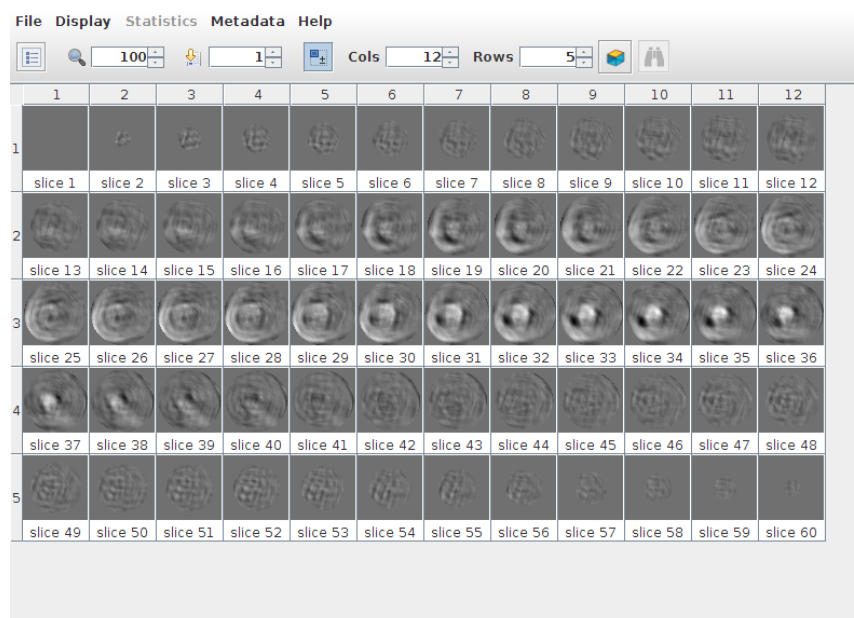 File Display Statistics Metadata Help
100 1 Cols 12 Rows 5
1 2 3 4 5 6 7 8 9 10 11 12
1
slice 1 slice 2 slice 3 slice 4 slice 5 slice 6 slice 7 slice 8 slice 9 slice 10 slice 11 slice 12
2
slice 13 slice 14 slice 15 slice 16 slice 17 slice 18 slice 19 slice 20 slice 21 slice 22 slice 23 slice 24
3
slice 25 slice 26 slice 27 slice 28 slice 29 slice 30 slice 31 slice 32 slice 33 slice 34 slice 35 slice 36
4
slice 37 slice 38 slice 39 slice 40 slice 41 slice 42 slice 43 slice 44 slice 45 slice 46 slice 47 slice 48
5
slice 49 slice 50 slice 51 slice 52 slice 53 slice 54 slice 55 slice 56 slice 57 slice 58 slice 59 slice 60